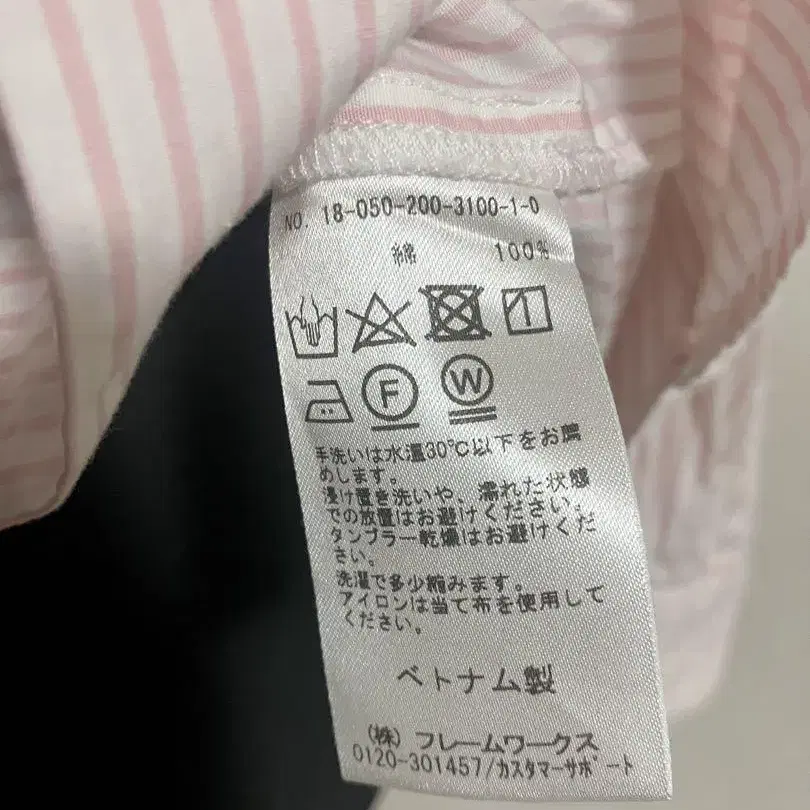 NO. 18-050-200-3100-1-0
綿 100%
F W
手洗いは水温30℃以下をお薦
めします。
浸け置き洗いや、濡れた状態
での放置はお避けください。
タンブラー乾燥はお避けくだ
さい。
洗濯で多少縮みます。
アイロンは当て布を使用して
ください。
ベトナム製
(株) フレームワークス
0120-301457/カスタマーサポート